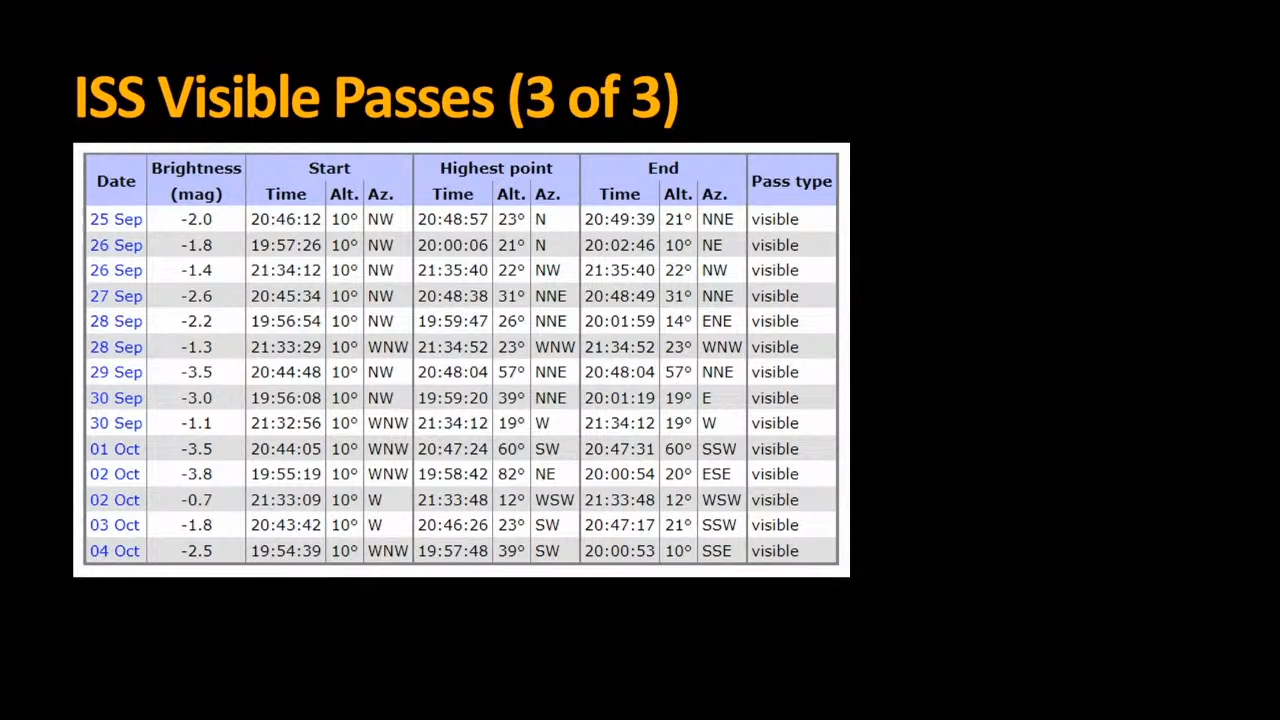 ISS Visible Passes (3 of 3)
Date Brightness (mag) Start Highest point End Pass type
Time Alt. Az. Time Alt. Az. Time Alt. Az.
25 Sep -2.0 20:46:12 10° NW 20:48:57 23° N 20:49:39 21° NNE visible
26 Sep -1.8 19:57:26 10° NW 20:00:06 21° N 20:02:46 10° NE visible
26 Sep -1.4 21:34:12 10° NW 21:35:40 22° NW 21:35:40 22° NW visible
27 Sep -2.6 20:45:34 10° NW 20:48:38 31° NNE 20:48:49 31° NNE visible
28 Sep -2.2 19:56:54 10° NW 19:59:47 26° NNE 20:01:59 14° ENE visible
28 Sep -1.3 21:33:29 10° WNW 21:34:52 23° WNW 21:34:52 23° WNW visible
29 Sep -3.5 20:44:48 10° NW 20:48:04 57° NNE 20:48:04 57° NNE visible
30 Sep -3.0 19:56:08 10° NW 19:59:20 39° NNE 20:01:19 19° E visible
30 Sep -1.1 21:32:56 10° WNW 21:34:12 19° W 21:34:12 19° W visible
01 Oct -3.5 20:44:05 10° WNW 20:47:24 60° SW 20:47:31 60° SSW visible
02 Oct -3.8 19:55:19 10° WNW 19:58:42 82° NE 20:00:54 20° ESE visible
02 Oct -0.7 21:33:09 10° W 21:33:48 12° WSW 21:33:48 12° WSW visible
03 Oct -1.8 20:43:42 10° W 20:46:26 23° SW 20:47:17 21° SSW visible
04 Oct -2.5 19:54:39 10° WNW 19:57:48 39° SW 20:00:53 10° SSE visible